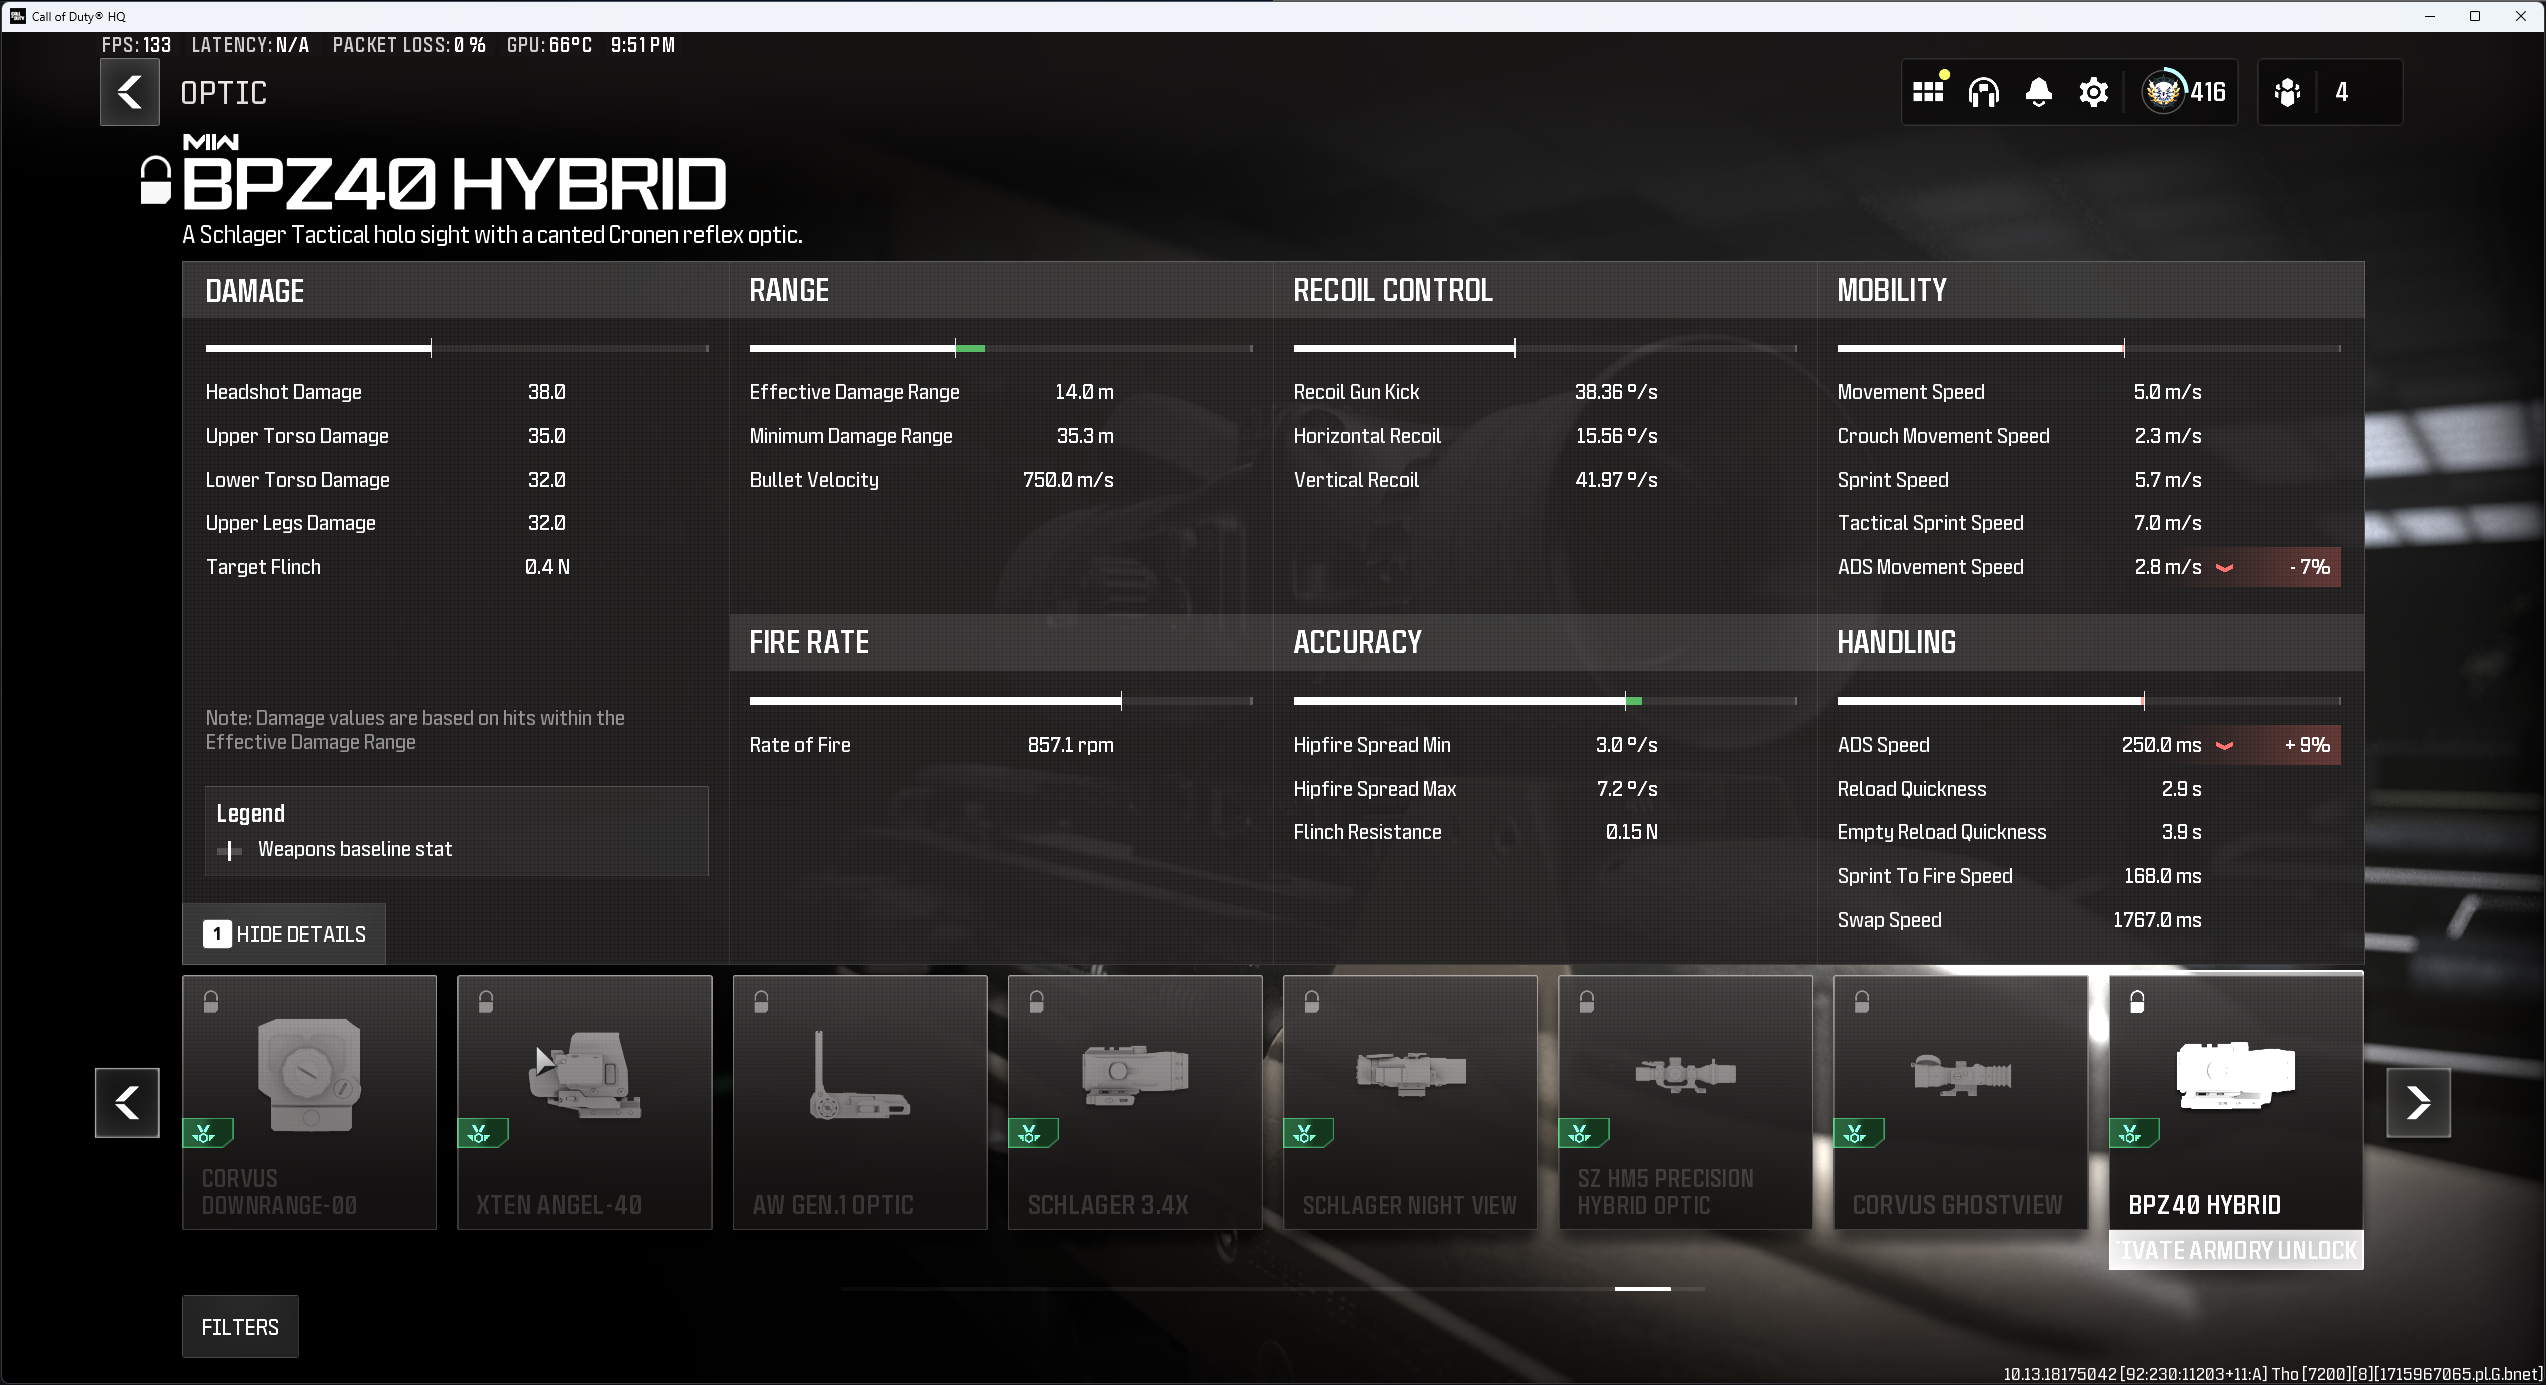 Call of Duty® HQ
FPS: 133 LATENCY: N/A PACKET LOSS: 0 % GPU: 66°C 9:51 PM
OPTIC
416
4
MW
BPZ40 HYBRID
A Schlager Tactical holo sight with a canted Cronen reflex optic.
DAMAGE
Headshot Damage 38.0
Upper Torso Damage 35.0
Lower Torso Damage 32.0
Upper Legs Damage 32.0
Target Flinch 0.4 N
Note: Damage values are based on hits within the
Effective Damage Range
Legend
Weapons baseline stat
1 HIDE DETAILS
RANGE
Effective Damage Range 14.0 m
Minimum Damage Range 35.3 m
Bullet Velocity 750.0 m/s
FIRE RATE
Rate of Fire 857.1 rpm
RECOIL CONTROL
Recoil Gun Kick 38.36 º/s
Horizontal Recoil 15.56 º/s
Vertical Recoil 41.97 º/s
ACCURACY
Hipfire Spread Min 3.0 º/s
Hipfire Spread Max 7.2 º/s
Flinch Resistance 0.15 N
MOBILITY
Movement Speed 5.0 m/s
Crouch Movement Speed 2.3 m/s
Sprint Speed 5.7 m/s
Tactical Sprint Speed 7.0 m/s
ADS Movement Speed 2.8 m/s - 7%
HANDLING
ADS Speed 250.0 ms + 9%
Reload Quickness 2.9 s
Empty Reload Quickness 3.9 s
Sprint To Fire Speed 168.0 ms
Swap Speed 1767.0 ms
CORVUS
DOWNRANGE-00
XTEN ANGEL-40
AW GEN.1 OPTIC
SCHLAGER 3.4X
SCHLAGER NIGHT VIEW
SZ HM5 PRECISION
HYBRID OPTIC
CORVUS GHOSTVIEW
BPZ40 HYBRID
IVATE ARMORY UNLOCK
FILTERS
10.13.18175042 [92:230:11203+11:A] Tho [7200][8][1715967065.pl.G.bnet]